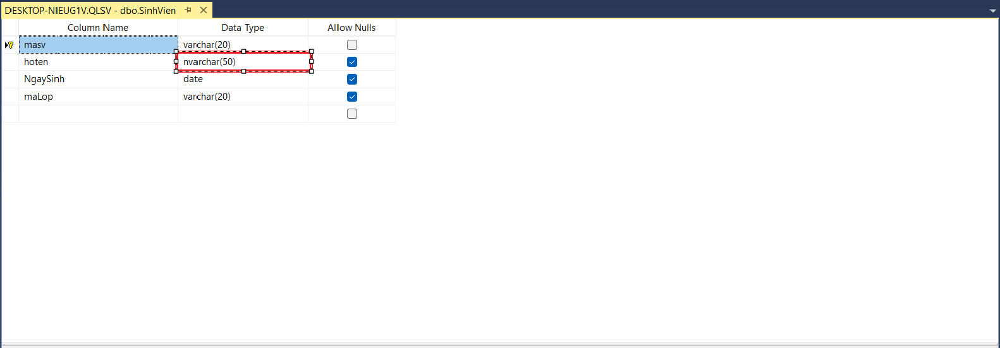 DESKTOP-NIEUG1V.QLSV - dbo.SinhVien
Column Name Data Type Allow Nulls
masv varchar(20)
hoten nvarchar(50)
NgaySinh date
maLop varchar(20)